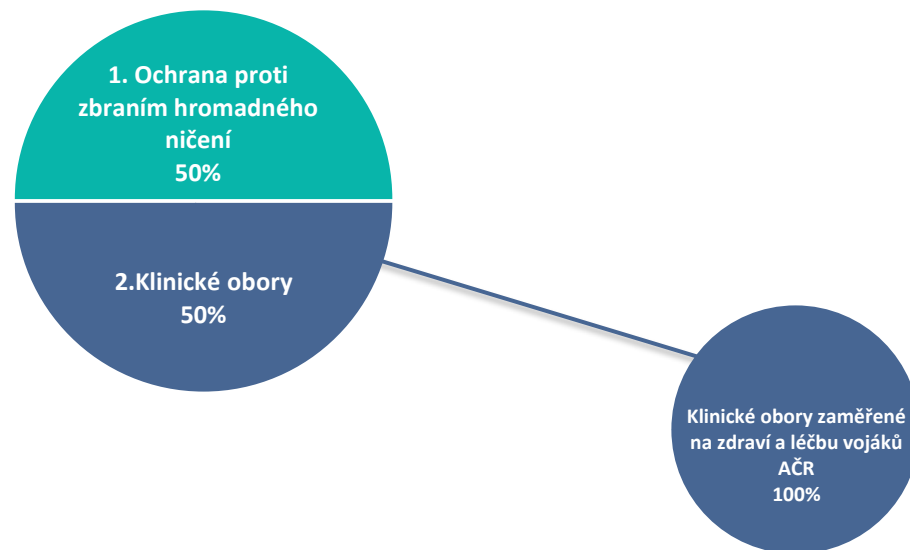 1. Ochrana proti
zbraním hromadného
ničení
50%
2.Klinické obory
50%
Klinické obory zaměřené
na zdraví a léčbu vojáků
AČR
100%